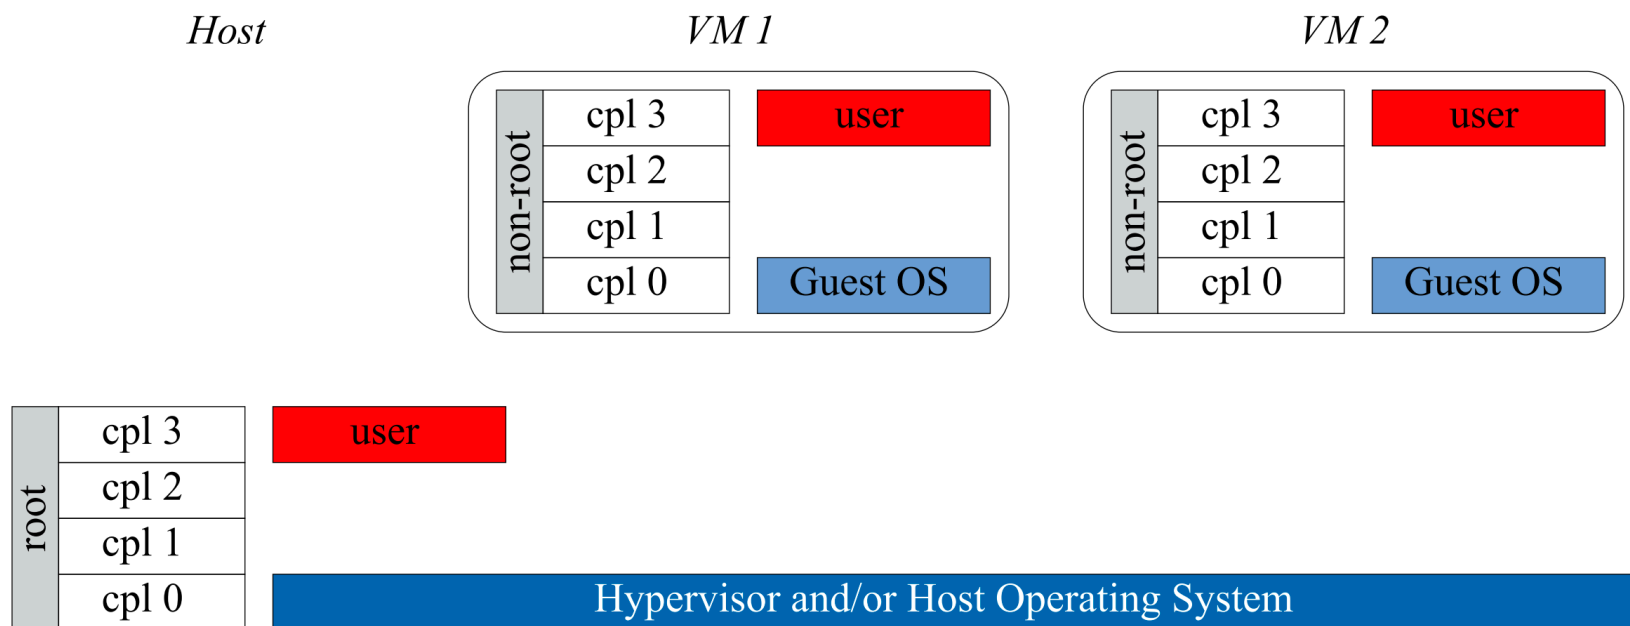 Host
VM 1
VM 2
non-root
cpl 3
user
cpl 2
cpl 1
cpl 0
Guest OS
non-root
cpl 3
user
cpl 2
cpl 1
cpl 0
Guest OS
root
cpl 3
user
cpl 2
cpl 1
cpl 0
Hypervisor and/or Host Operating System